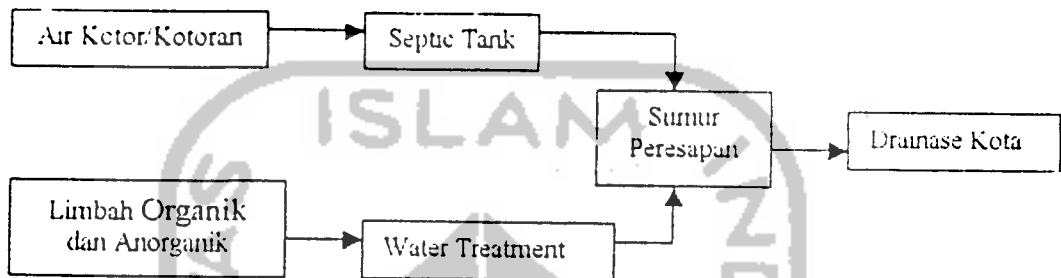 Air Kotor/Kotoran
Septic Tank
Sumur
Peresapan
Drainase Kota
Limbah Organik
dan Anorganik
Water Treatment
ISLAM